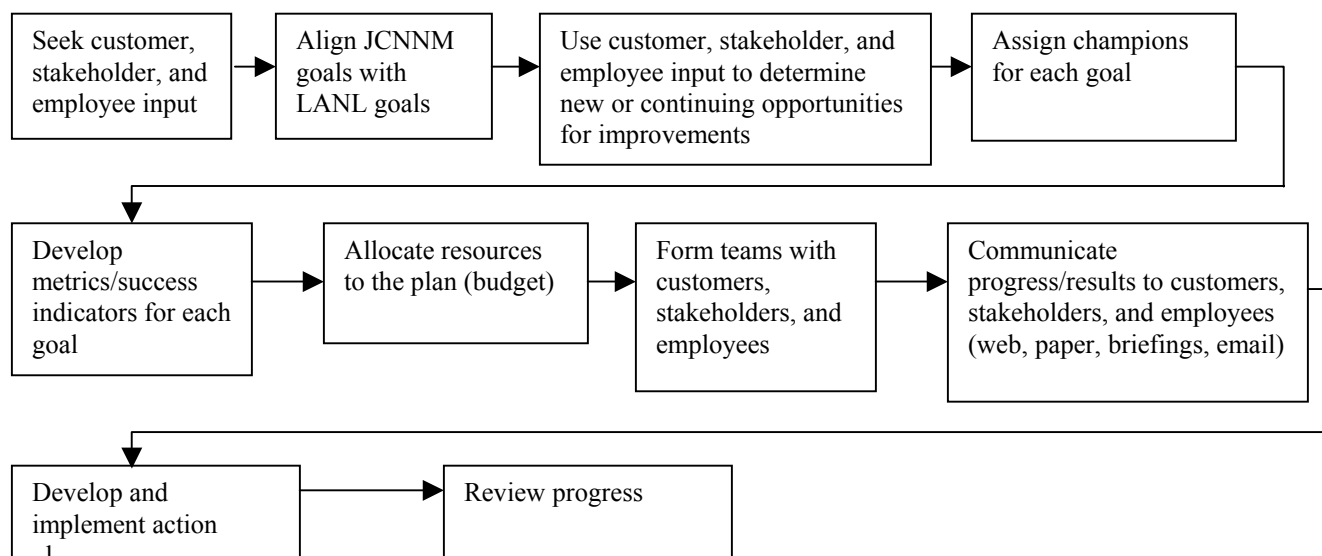 Seek customer,
stakeholder, and
employee input
Align JCNNM
goals with
LANL goals
Use customer, stakeholder, and
employee input to determine
new or continuing opportunities
for improvements
Assign champions
for each goal
Develop
metrics/success
indicators for each
goal
Allocate resources
to the plan (budget)
Form teams with
customers,
stakeholders, and
employees
Communicate
progress/results to customers,
stakeholders, and employees
(web, paper, briefings, email)
Develop and
implement action
Review progress